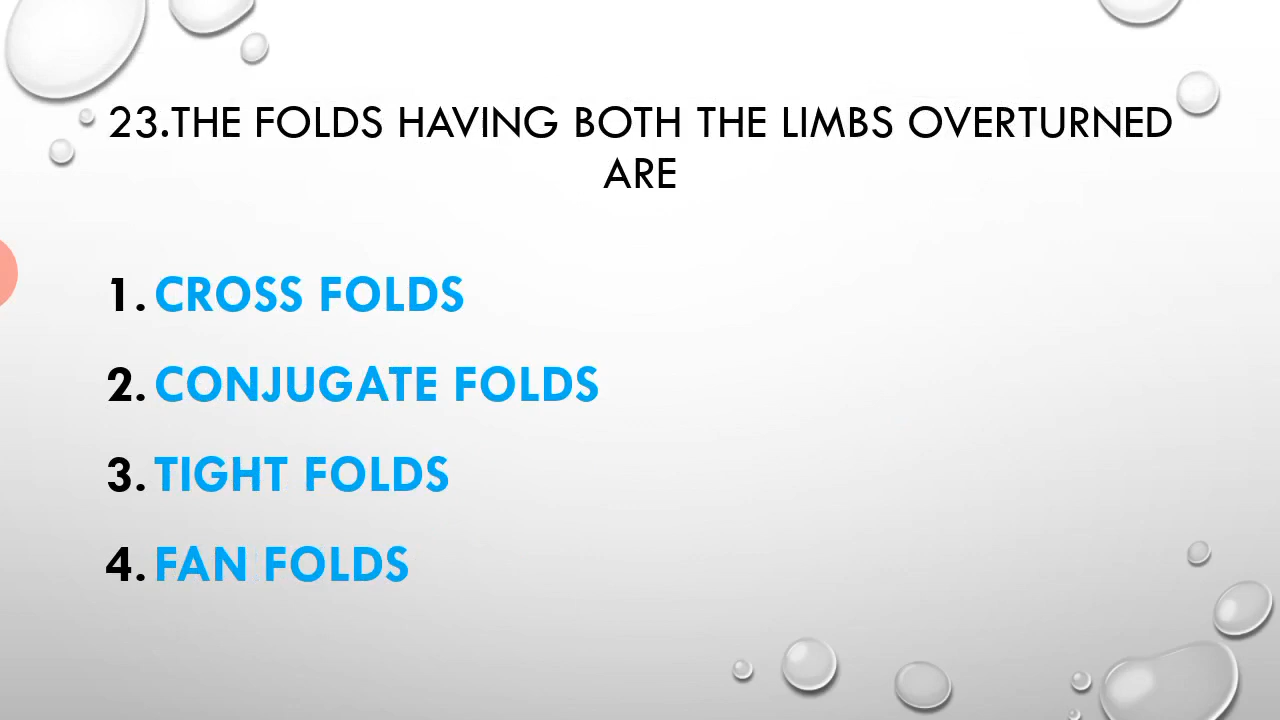 23.THE FOLDS HAVING BOTH THE LIMBS OVERTURNED
ARE
1. CROSS FOLDS
2. CONJUGATE FOLDS
3. TIGHT FOLDS
4. FAN FOLDS